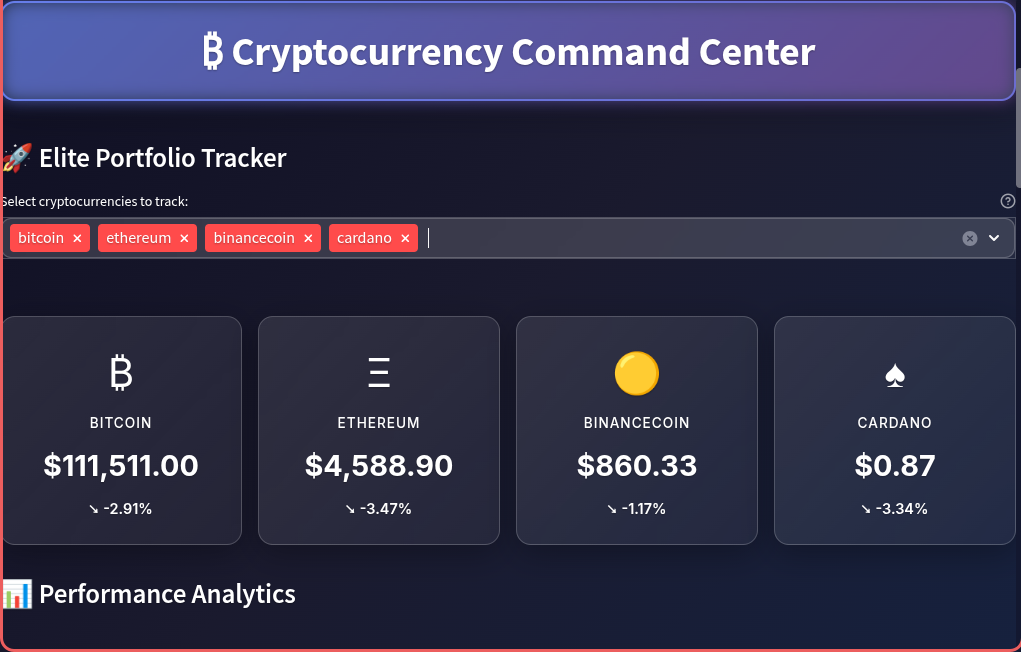 ₿ Cryptocurrency Command Center
🚀 Elite Portfolio Tracker
Select cryptocurrencies to track:
bitcoin × ethereum × binancecoin × cardano ×
₿ Ξ 🟡 ♠
BITCOIN ETHEREUM BINANCECOIN CARDANO
$111,511.00 $4,588.90 $860.33 $0.87
↘ -2.91% ↘ -3.47% ↘ -1.17% ↘ -3.34%
📊 Performance Analytics